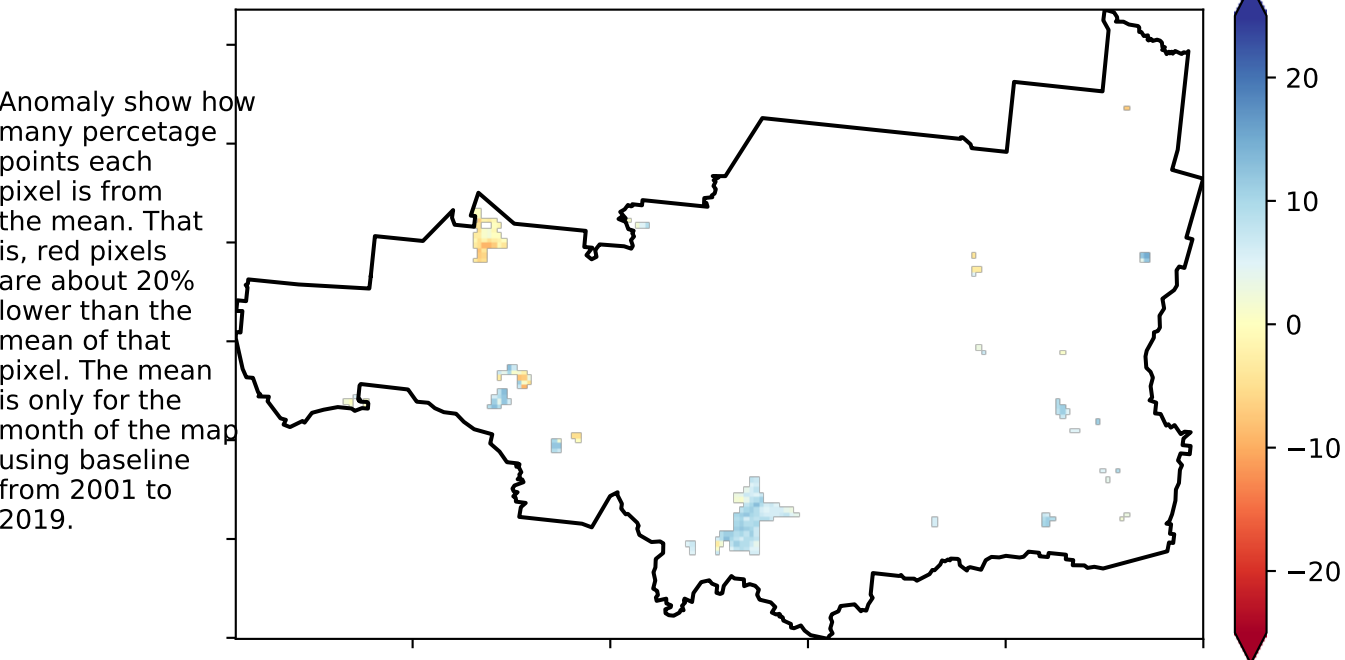 Anomaly show how
many percetage
points each
pixel is from
the mean. That
is, red pixels
are about 20%
lower than the
mean of that
pixel. The mean
is only for the
month of the map
using baseline
from 2001 to
2019.
20
10
0
−10
−20